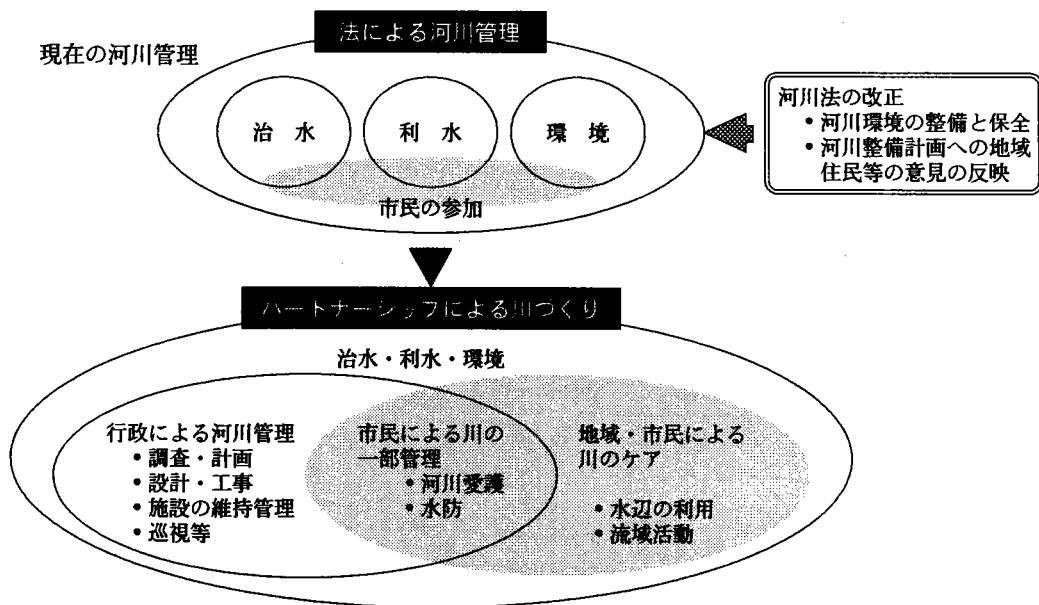 法による河川管理
現在の河川管理
治 水
利 水
環 境
市民の参加
河川法の改正
• 河川環境の整備と保全
• 河川整備計画への地域
住民等の意見の反映
パートナーシップによる川づくり
治水・利水・環境
行政による河川管理
• 調査・計画
• 設計・工事
• 施設の維持管理
• 巡視等
市民による川の
一部管理
• 河川愛護
• 水防
地域・市民による
川のケア
• 水辺の利用
• 流域活動